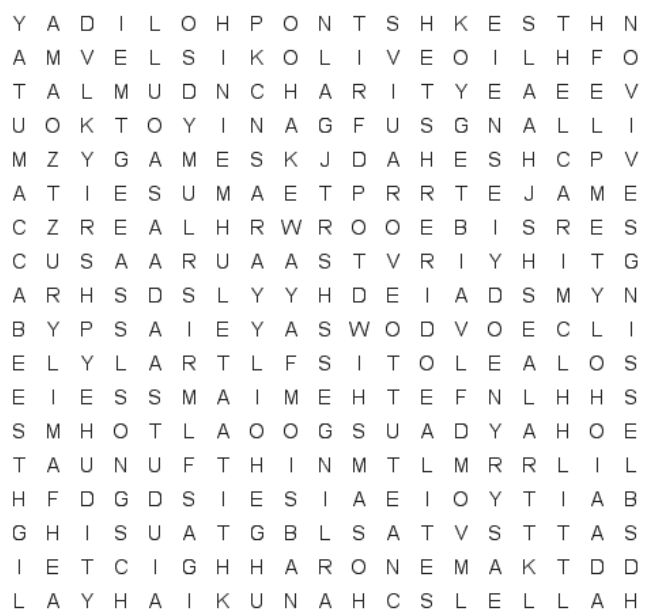 Y A D I L O H P O N T S H K E S T H N
A M V E L S I K O L I V E O I L H F O
T A L M U D N C H A R I T Y E A E E V
U O K T O Y I N A G F U S G N A L L I
M Z Y G A M E S K J D A H E S H C P V
A T I E S U M A E T P R R T E J A M E
C Z R E A L H R W R O O E B I S R E S
C U S A A R U A A S T V R I Y H I T G
A R H S D S L Y Y H D E I A D S M Y N
B Y P S A I E Y A S W O D V O E C L I
E L Y L A R T L F S I T O L E A L O S
E I E S S M A I M E H T E F N L H H S
S M H O T L A O O G S U A D Y A H O E
T A U N U F T H I N M T L M R R L I L
H F D G D S I E S I A E I O Y T I A B
G H I S U A T G B L S A T V S T T A S
I E T C I G H H A R O N E M A K T D D
L A Y H A I K U N A H C S L E L L A H